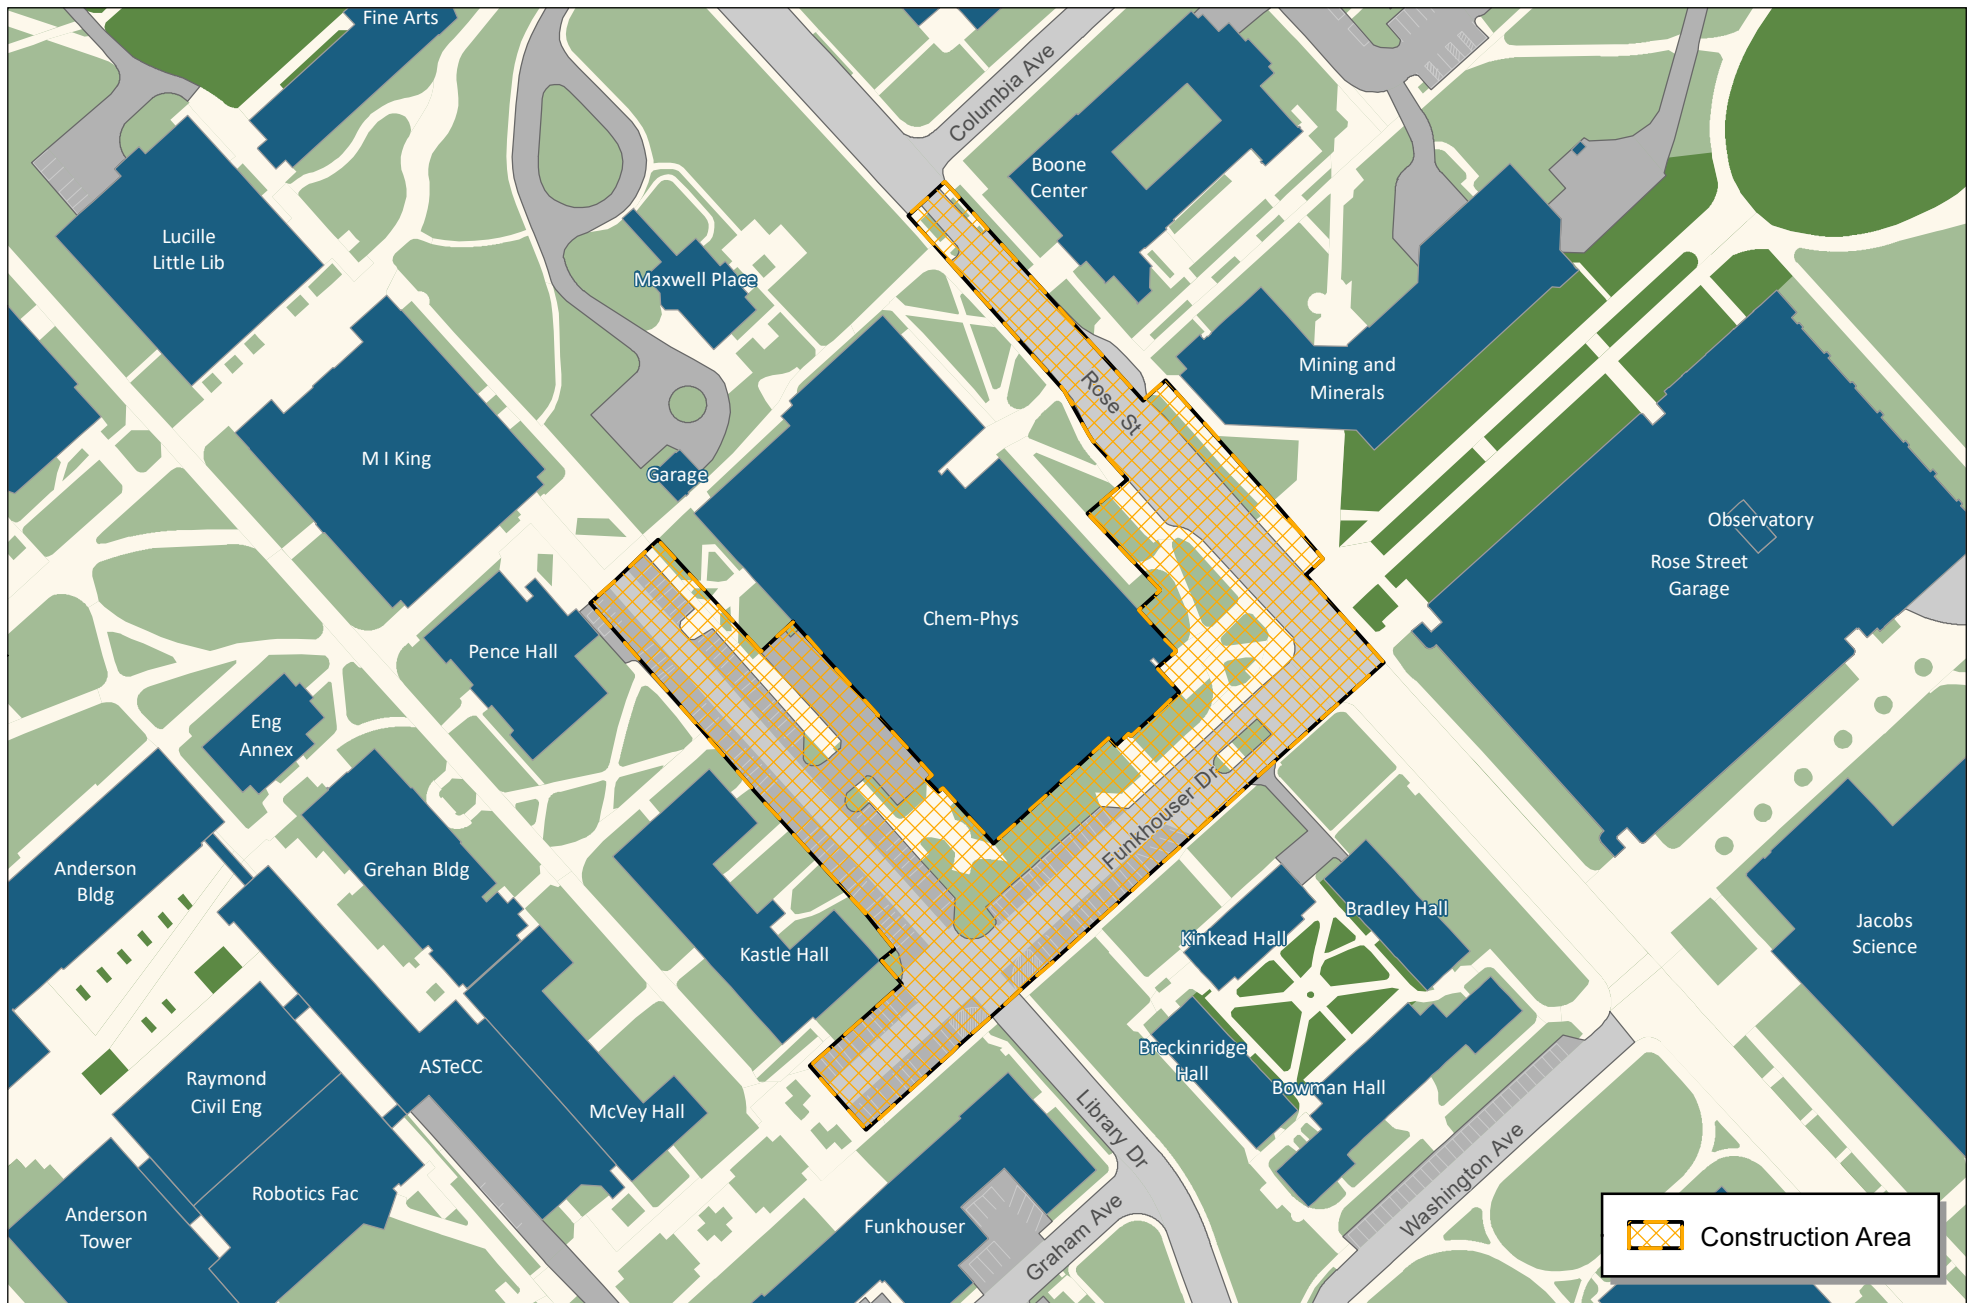 Fine Arts
Columbia Ave
Boone
Center
Lucille
Little Lib
Maxwell Place
Mining and
Minerals
Rose St
M I King
Garage
Observatory
Rose Street
Garage
Chem-Phys
Pence Hall
Eng
Annex
Funkhouser Dr
Anderson
Bldg
Grehan Bldg
Kastle Hall
Bradley Hall
Kinkead Hall
Jacobs
Science
Breckinridge
Hall
Bowman Hall
Raymond
Civil Eng
ASTeCC
McVey Hall
Library Dr
Washington Ave
Robotics Fac
Anderson
Tower
Funkhouser
Graham Ave
Construction Area